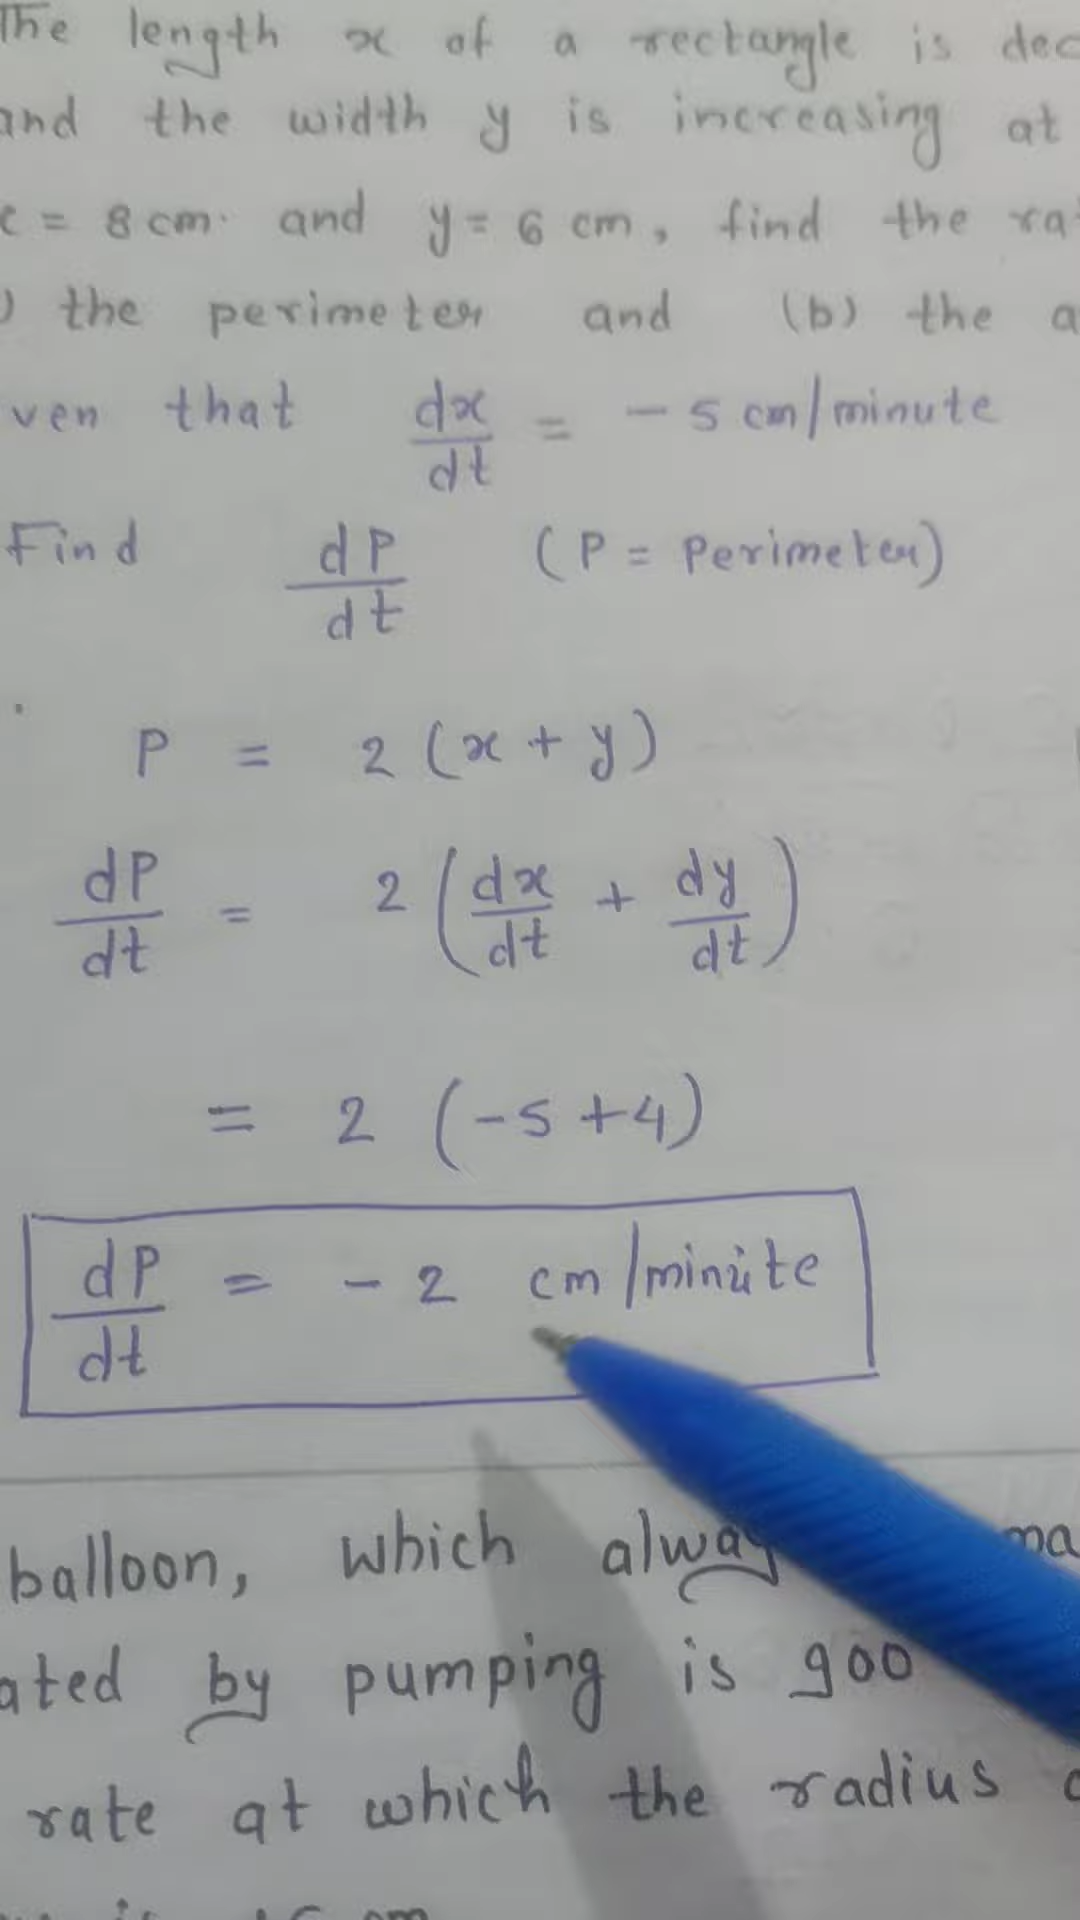 The length x of a rectangle is dec
and the width y is increasing at
x = 8 cm. and y = 6 cm, find the ra
) the perimeter and (b) the a
ven that dx/dt = - 5 cm/minute
Find dP/dt (P = Perimeter)
P = 2 (x + y)
dP/dt = 2 (dx/dt + dy/dt)
= 2 (-5 + 4)
dP/dt = - 2 cm/minute
balloon, which alway
ated by pumping is 900
rate at which the radius